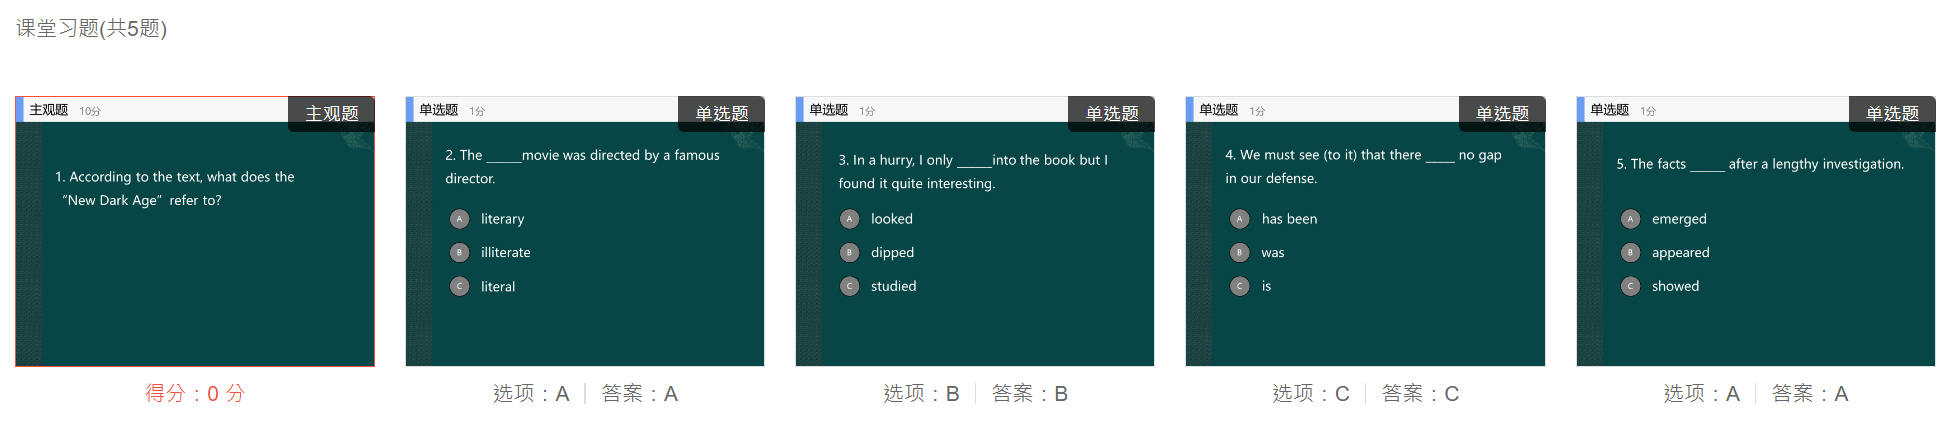 课堂习题(共5题)
主观题 10分
主观题
1. According to the text, what does the
“New Dark Age” refer to?
得分：0 分
单选题 1分
单选题
2. The _____movie was directed by a famous
director.
A literary
B illiterate
C literal
选项：A 答案：A
单选题 1分
单选题
3. In a hurry, I only _____into the book but I
found it quite interesting.
A looked
B dipped
C studied
选项：B 答案：B
单选题 1分
单选题
4. We must see (to it) that there ____ no gap
in our defense.
A has been
B was
C is
选项：C 答案：C
单选题 1分
单选题
5. The facts _____ after a lengthy investigation.
A emerged
B appeared
C showed
选项：A 答案：A